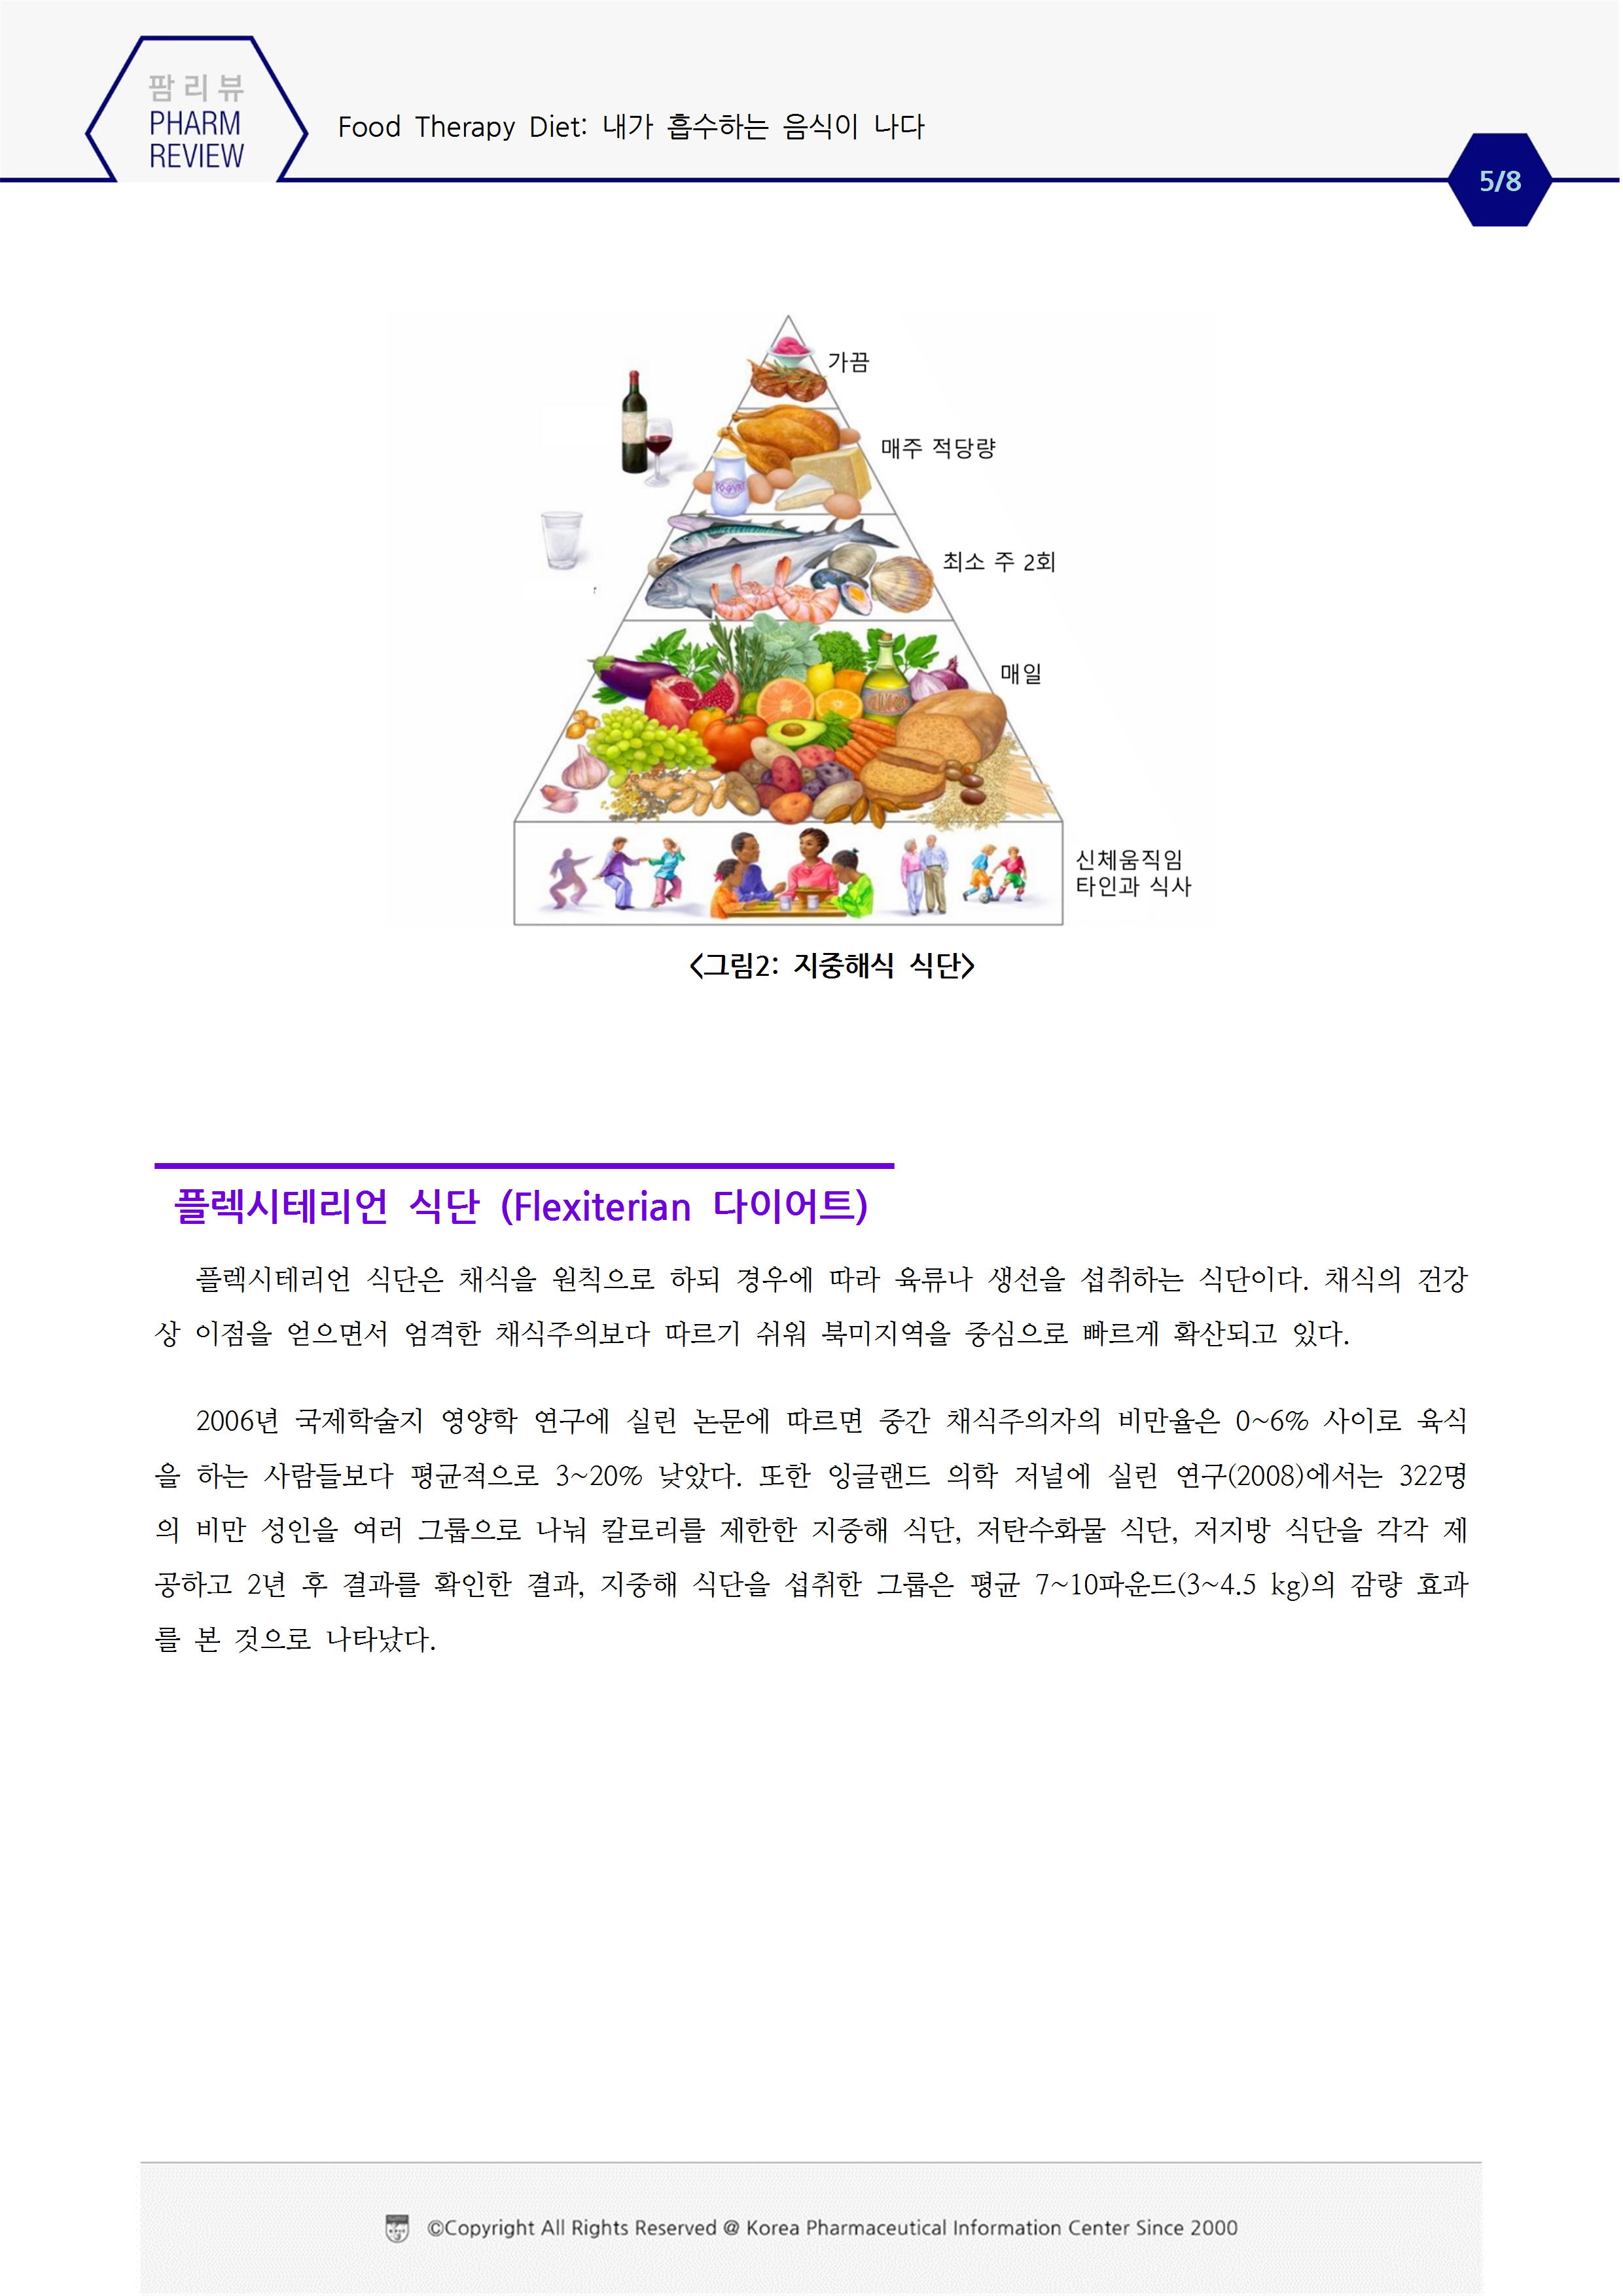 팜리뷰
PHARM
REVIEW
Food Therapy Diet: 내가 흡수하는 음식이 나다
5/8
가끔
매주 적당량
YOGURT
최소 주 2회
매일
신체움직임
타인과 식사
<그림2: 지중해식 식단>
플렉시테리언 식단 (Flexiterian 다이어트)
플렉시테리언 식단은 채식을 원칙으로 하되 경우에 따라 육류나 생선을 섭취하는 식단이다. 채식의 건강
상 이점을 얻으면서 엄격한 채식주의보다 따르기 쉬워 북미지역을 중심으로 빠르게 확산되고 있다.
2006년 국제학술지 영양학 연구에 실린 논문에 따르면 중간 채식주의자의 비만율은 0~6% 사이로 육식
을 하는 사람들보다 평균적으로 3~20% 낮았다. 또한 잉글랜드 의학 저널에 실린 연구(2008)에서는 322명
의 비만 성인을 여러 그룹으로 나눠 칼로리를 제한한 지중해 식단, 저탄수화물 식단, 저지방 식단을 각각 제
공하고 2년 후 결과를 확인한 결과, 지중해 식단을 섭취한 그룹은 평균 7~10파운드(3~4.5 kg)의 감량 효과
를 본 것으로 나타났다.
©Copyright All Rights Reserved @ Korea Pharmaceutical Information Center Since 2000